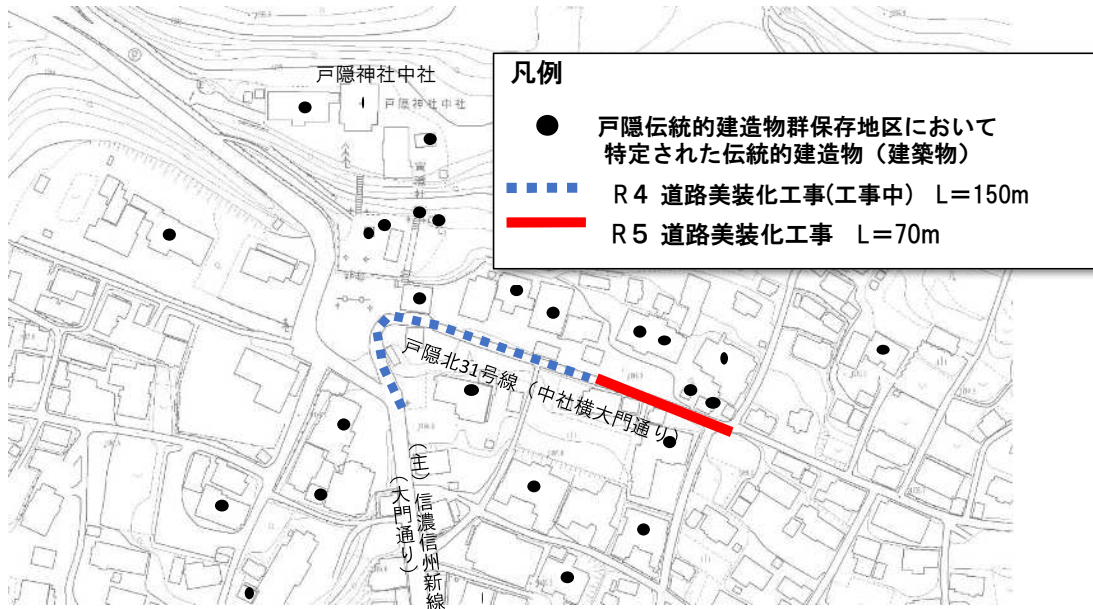 戸隠神社中社
戸隠神社中社
凡例
戸隠伝統的建造物群保存地区において
特定された伝統的建造物（建築物）
R４ 道路美装化工事(工事中) L＝150m
R５ 道路美装化工事 L＝70m
戸隠北31号線（中社横大門通り）
（主）信濃信州新線
（大門通り）